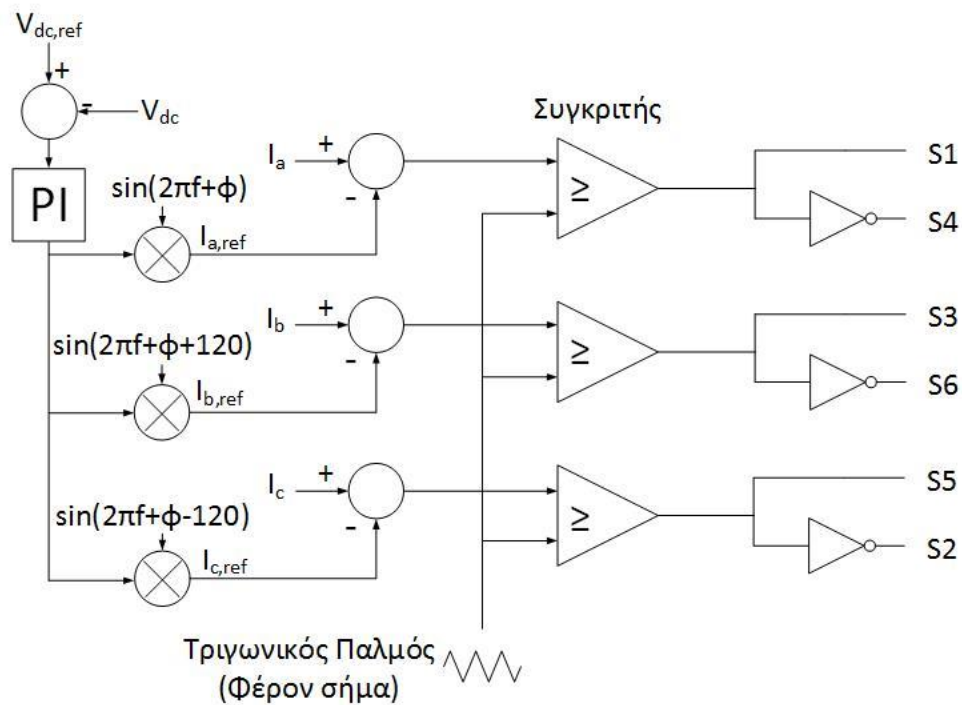 V_dc,ref
+
-
V_dc
PI
sin(2πf+φ)
I_a,ref
I_a
+
-
Συγκριτής
≥
S1
S4
sin(2πf+φ+120)
I_b,ref
I_b
+
-
≥
S3
S6
sin(2πf+φ-120)
I_c,ref
I_c
+
-
≥
S5
S2
Τριγωνικός Παλμός
(Φέρον σήμα)